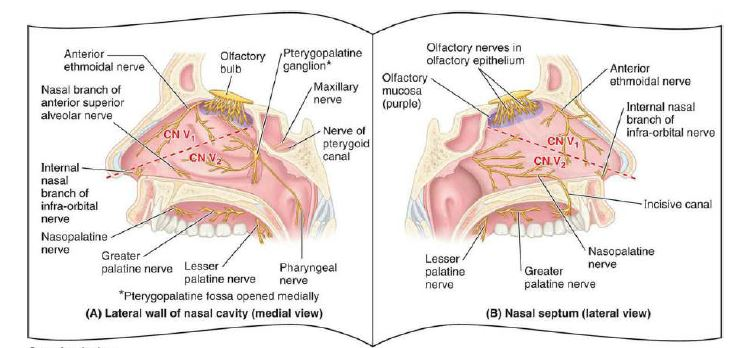 Anterior
ethmoidal nerve
Nasal branch of
anterior superior
alveolar nerve
Internal
nasal
branch of
infra-orbital
nerve
Nasopalatine
nerve
Greater
palatine nerve
Lesser
palatine nerve
Pharyngeal
nerve
Olfactory
bulb
Pterygopalatine
ganglion*
Maxillary
nerve
Nerve of
pterygoid
canal
CN V1
CN V2
*Pterygopalatine fossa opened medially
(A) Lateral wall of nasal cavity (medial view)
Olfactory nerves in
olfactory epithelium
Olfactory
mucosa
(purple)
Anterior
ethmoidal nerve
Internal nasal
branch of
infra-orbital nerve
CN V1
CN V2
Incisive canal
Nasopalatine
nerve
Greater
palatine nerve
Lesser
palatine
nerve
(B) Nasal septum (lateral view)